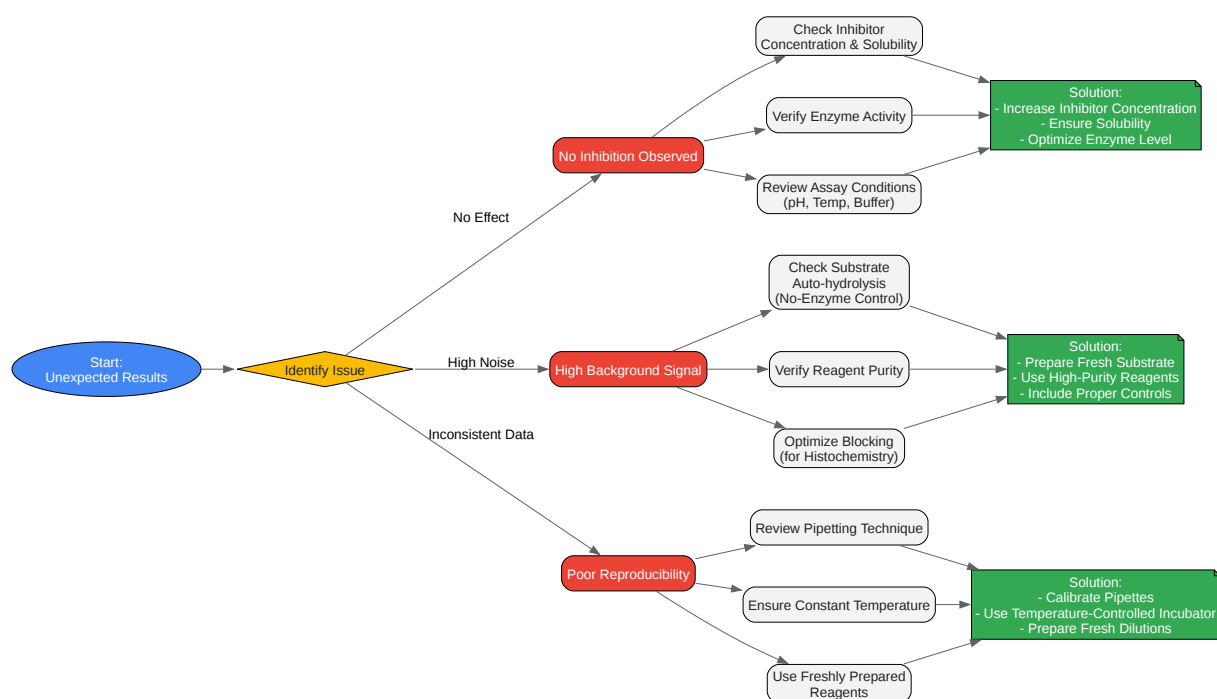 Start:
Unexpected Results
Identify Issue
No Effect
High Noise
Inconsistent Data
No Inhibition Observed
Check Inhibitor
Concentration & Solubility
Verify Enzyme Activity
Review Assay Conditions
(pH, Temp, Buffer)
Solution:
- Increase Inhibitor Concentration
- Ensure Solubility
- Optimize Enzyme Level
High Background Signal
Check Substrate
Auto-hydrolysis
(No-Enzyme Control)
Verify Reagent Purity
Optimize Blocking
(for Histochemistry)
Solution:
- Prepare Fresh Substrate
- Use High-Purity Reagents
- Include Proper Controls
Poor Reproducibility
Review Pipetting Technique
Ensure Constant Temperature
Use Freshly Prepared
Reagents
Solution:
- Calibrate Pipettes
- Use Temperature-Controlled Incubator
- Prepare Fresh Dilutions